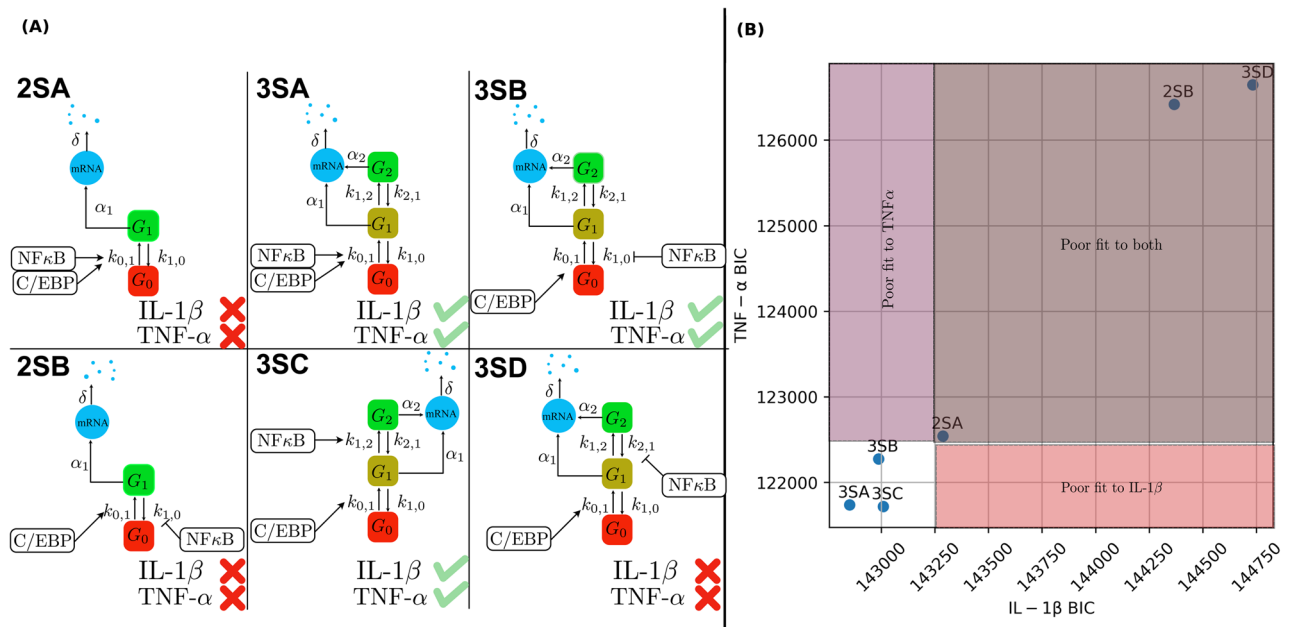 (A)
2SA
δ
mRNA
α₁
G₁
NFκB
C/EBP
k₀,₁
k₁,₀
G₀
IL-1β
TNF-α
3SA
δ
mRNA
α₂
G₂
k₁,₂
k₂,₁
α₁
G₁
NFκB
C/EBP
k₀,₁
k₁,₀
G₀
IL-1β
TNF-α
3SB
δ
mRNA
α₂
G₂
k₁,₂
k₂,₁
α₁
G₁
k₀,₁
k₁,₀
NFκB
C/EBP
G₀
IL-1β
TNF-α
2SB
δ
mRNA
α₁
G₁
k₀,₁
k₁,₀
C/EBP
G₀
NFκB
IL-1β
TNF-α
3SC
δ
G₂
α₂
mRNA
NFκB
k₁,₂
k₂,₁
α₁
G₁
k₀,₁
k₁,₀
C/EBP
G₀
IL-1β
TNF-α
3SD
δ
mRNA
α₂
G₂
k₁,₂
k₂,₁
α₁
G₁
NFκB
k₀,₁
k₁,₀
C/EBP
G₀
IL-1β
TNF-α
(B)
TNF − α BIC
126000
125000
124000
123000
122000
Poor fit to TNFα
Poor fit to both
Poor fit to IL-1β
3SD
2SB
2SA
3SB
3SA
3SC
143000
143250
143500
143750
144000
144250
144500
144750
IL − 1β BIC